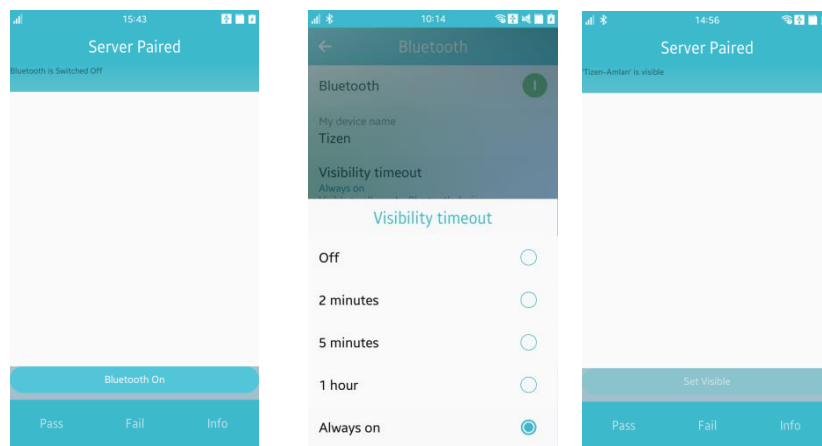 15:43
Server Paired
Bluetooth is Switched Off
Bluetooth On
Pass Fail Info
10:14
Bluetooth
Bluetooth
My device name
Tizen
Visibility timeout
Always on
Visibility timeout
Off
2 minutes
5 minutes
1 hour
Always on
14:56
Server Paired
'Tizen-Amlan' is visible
Set Visible
Pass Fail Info